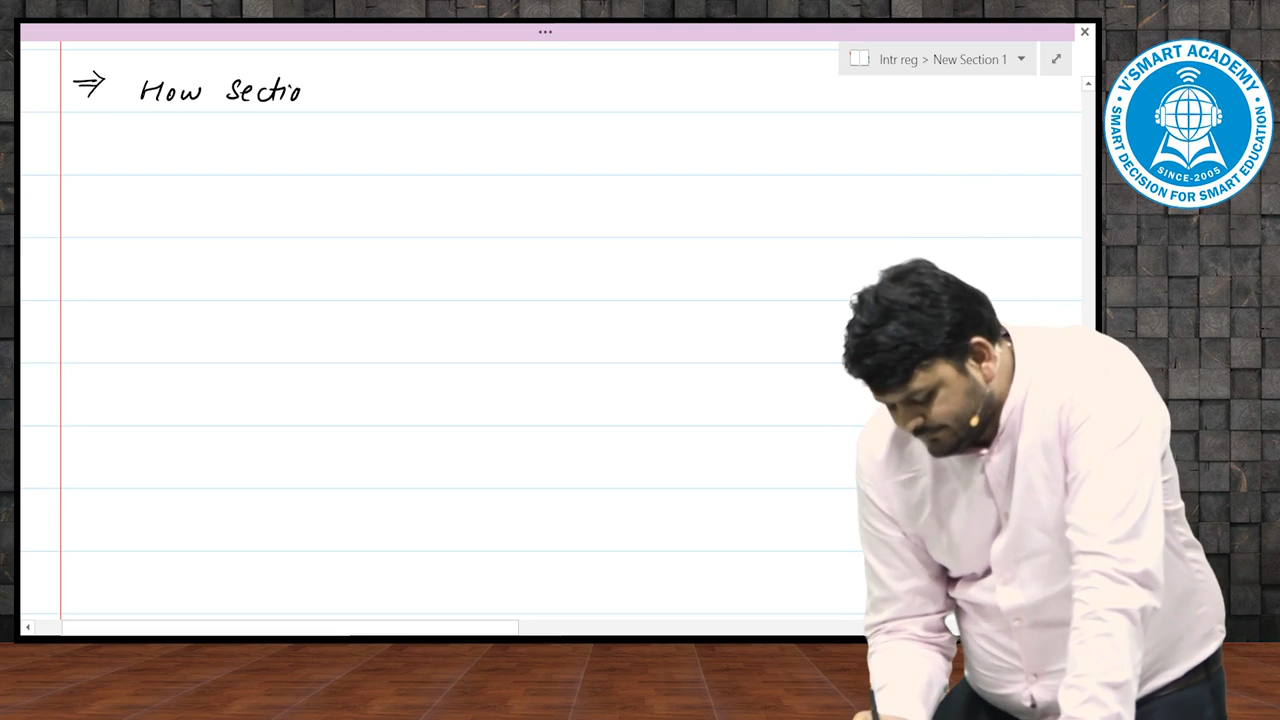 ⇒ How Sectio
Intr reg > New Section 1
V'SMART ACADEMY
SINCE-2005
SMART DECISION FOR SMART EDUCATION